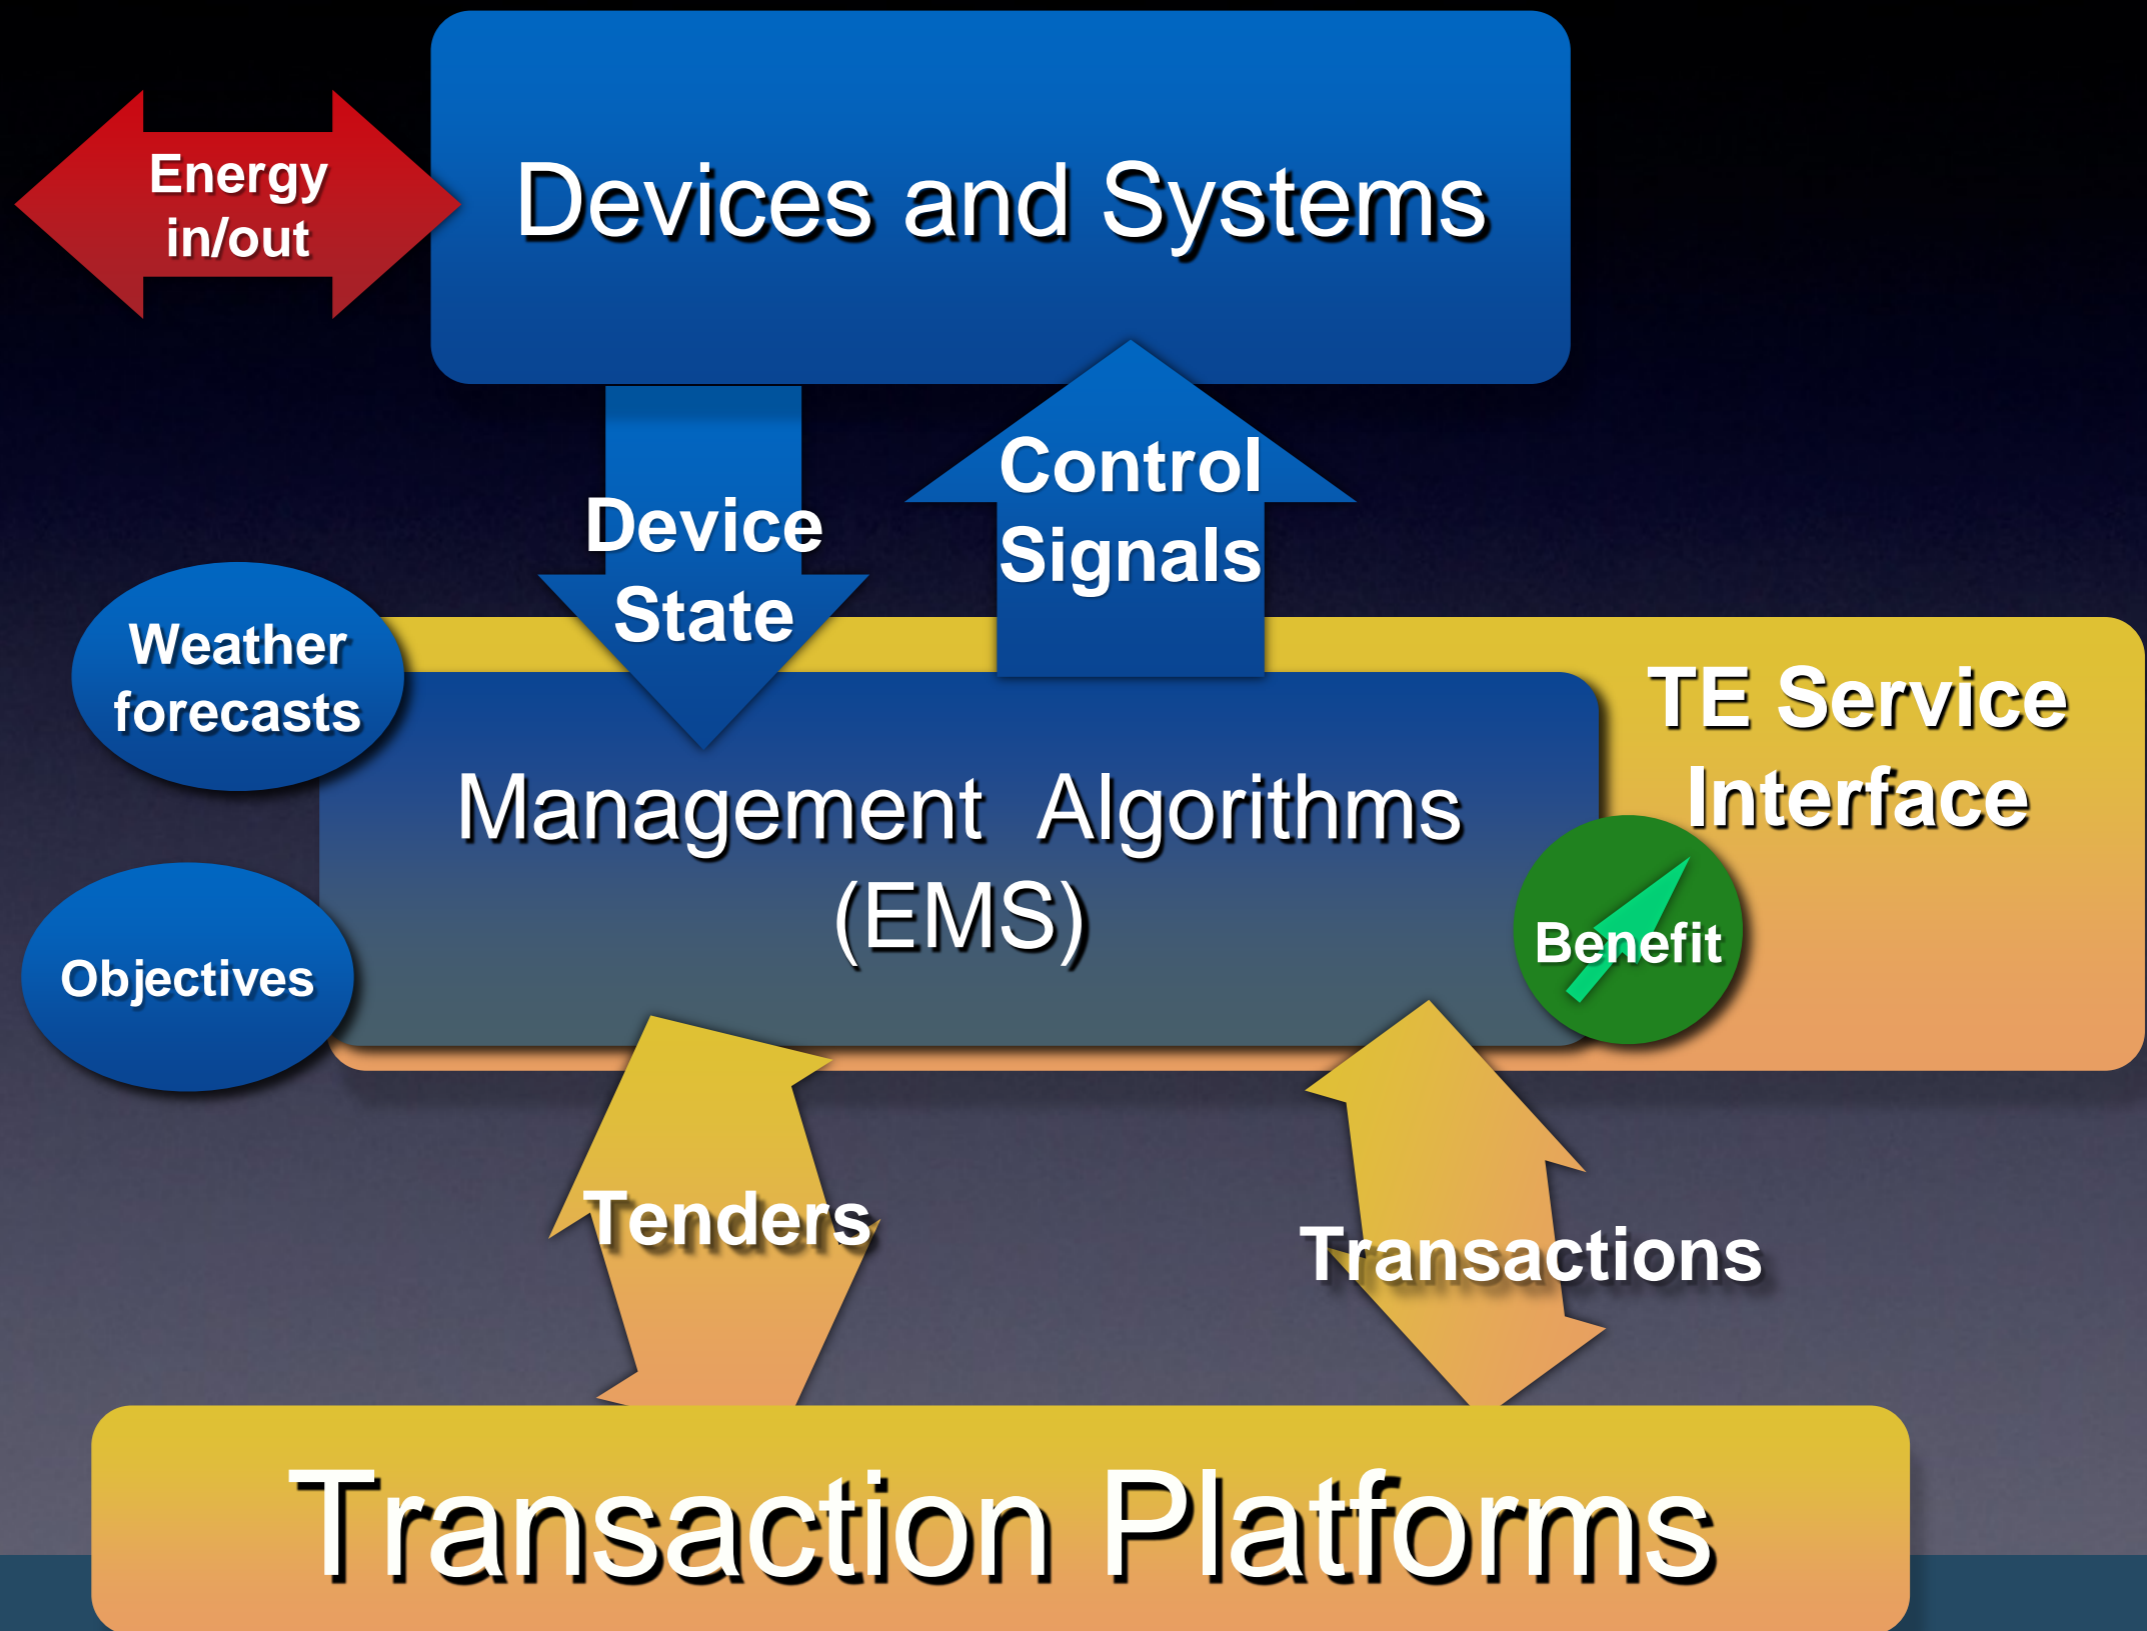 Energy
in/out
Devices and Systems
Control
Signals
Device
State
Weather
forecasts
TE Service
Interface
Management Algorithms
(EMS)
Benefit
Objectives
Tenders
Transactions
Transaction Platforms